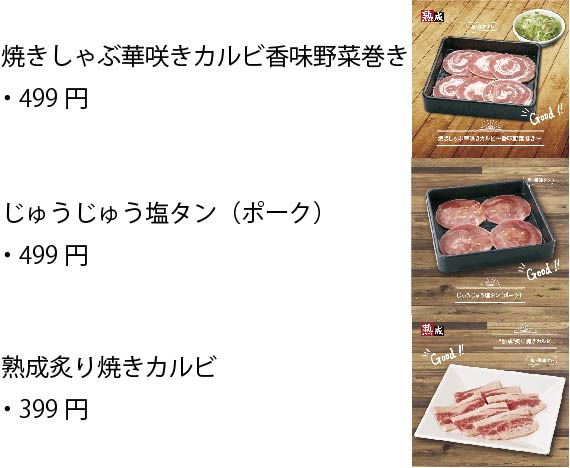 焼きしゃぶ華咲きカルビ香味野菜巻き
・499 円
熟成
Good!!
焼きしゃぶ華咲きカルビ～香味野菜巻き～
じゅうじゅう塩タン（ポーク）
・499 円
Good!!
じゅうじゅう塩タン(ポーク)
熟成炙り焼きカルビ
・399 円
熟成
"熟成"炙り焼きカルビ
Good!!